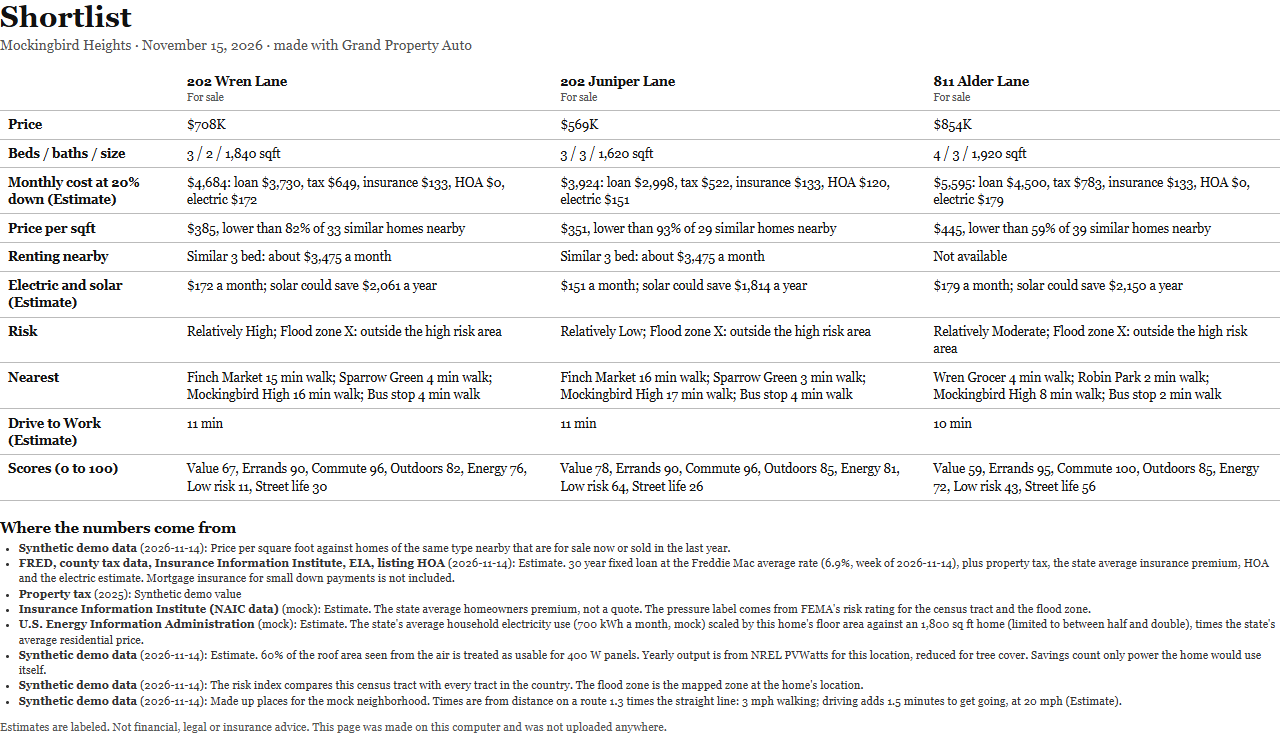 Shortlist
Mockingbird Heights · November 15, 2026 · made with Grand Property Auto
202 Wren Lane
For sale
202 Juniper Lane
For sale
811 Alder Lane
For sale
Price
$708K
$569K
$854K
Beds / baths / size
3 / 2 / 1,840 sqft
3 / 3 / 1,620 sqft
4 / 3 / 1,920 sqft
Monthly cost at 20%
down (Estimate)
$4,684: loan $3,730, tax $649, insurance $133, HOA $0,
electric $172
$3,924: loan $2,998, tax $522, insurance $133, HOA $120,
electric $151
$5,595: loan $4,500, tax $783, insurance $133, HOA $0,
electric $179
Price per sqft
$385, lower than 82% of 33 similar homes nearby
$351, lower than 93% of 29 similar homes nearby
$445, lower than 59% of 39 similar homes nearby
Renting nearby
Similar 3 bed: about $3,475 a month
Similar 3 bed: about $3,475 a month
Not available
Electric and solar
(Estimate)
$172 a month; solar could save $2,061 a year
$151 a month; solar could save $1,814 a year
$179 a month; solar could save $2,150 a year
Risk
Relatively High; Flood zone X: outside the high risk area
Relatively Low; Flood zone X: outside the high risk area
Relatively Moderate; Flood zone X: outside the high risk
area
Nearest
Finch Market 15 min walk; Sparrow Green 4 min walk;
Mockingbird High 16 min walk; Bus stop 4 min walk
Finch Market 16 min walk; Sparrow Green 3 min walk;
Mockingbird High 17 min walk; Bus stop 4 min walk
Wren Grocer 4 min walk; Robin Park 2 min walk;
Mockingbird High 8 min walk; Bus stop 2 min walk
Drive to Work
(Estimate)
11 min
11 min
10 min
Scores (0 to 100)
Value 67, Errands 90, Commute 96, Outdoors 82, Energy 76,
Low risk 11, Street life 30
Value 78, Errands 90, Commute 96, Outdoors 85, Energy 81,
Low risk 64, Street life 26
Value 59, Errands 95, Commute 100, Outdoors 85, Energy
72, Low risk 43, Street life 56
Where the numbers come from
• Synthetic demo data (2026-11-14): Price per square foot against homes of the same type nearby that are for sale now or sold in the last year.
• FRED, county tax data, Insurance Information Institute, EIA, listing HOA (2026-11-14): Estimate. 30 year fixed loan at the Freddie Mac average rate (6.9%, week of 2026-11-14), plus property tax, the state average insurance premium, HOA
and the electric estimate. Mortgage insurance for small down payments is not included.
• Property tax (2025): Synthetic demo value
• Insurance Information Institute (NAIC data) (mock): Estimate. The state average homeowners premium, not a quote. The pressure label comes from FEMA's risk rating for the census tract and the flood zone.
• U.S. Energy Information Administration (mock): Estimate. The state's average household electricity use (700 kWh a month, mock) scaled by this home's floor area against an 1,800 sq ft home (limited to between half and double), times the state's
average residential price.
• Synthetic demo data (2026-11-14): Estimate. 60% of the roof area seen from the air is treated as usable for 400 W panels. Yearly output is from NREL PVWatts for this location, reduced for tree cover. Savings count only power the home would use
itself.
• Synthetic demo data (2026-11-14): The risk index compares this census tract with every tract in the country. The flood zone is the mapped zone at the home's location.
• Synthetic demo data (2026-11-14): Made up places for the mock neighborhood. Times are from distance on a route 1.3 times the straight line: 3 mph walking; driving adds 1.5 minutes to get going, at 20 mph (Estimate).
Estimates are labeled. Not financial, legal or insurance advice. This page was made on this computer and was not uploaded anywhere.